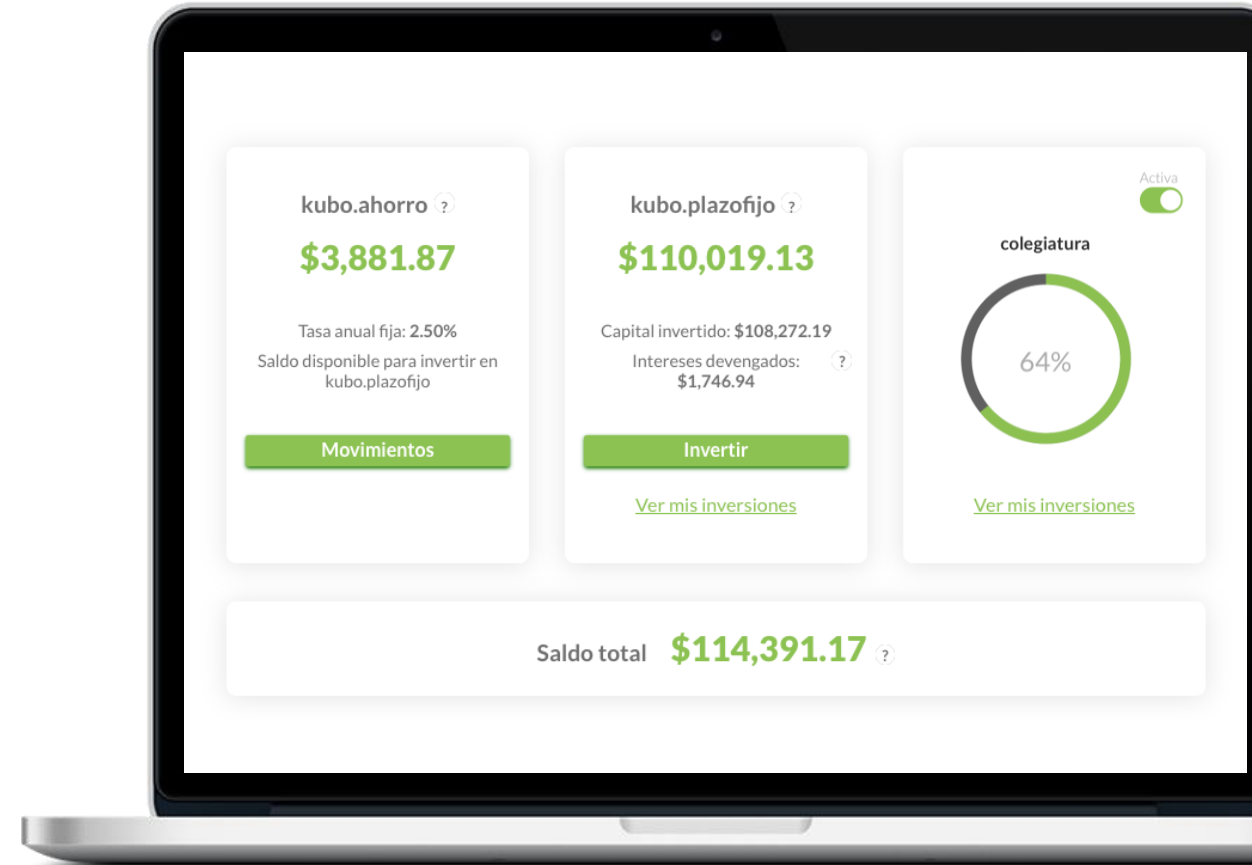 kubo.ahorro ?
$3,881.87
Tasa anual fija: 2.50%
Saldo disponible para invertir en
kubo.plazofijo
Movimientos
kubo.plazofijo ?
$110,019.13
Capital invertido: $108,272.19
Intereses devengados: ?
$1,746.94
Invertir
Ver mis inversiones
Activa
colegiatura
64%
Ver mis inversiones
Saldo total $114,391.17 ?